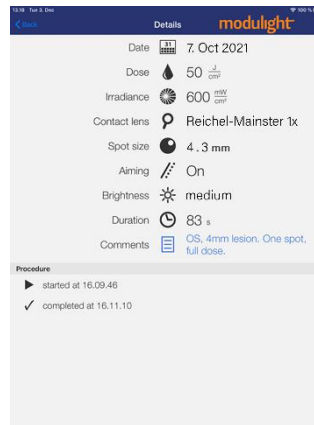 13.18 Tue 3. Dec 100 %
Back Details modulight
Date 31 7. Oct 2021
Dose 50 J/cm²
Irradiance 600 mW/cm²
Contact lens Reichel-Mainster 1x
Spot size 4.3 mm
Aiming On
Brightness medium
Duration 83 s
Comments OS, 4mm lesion. One spot,
full dose.
Procedure
started at 16.09.46
completed at 16.11.10